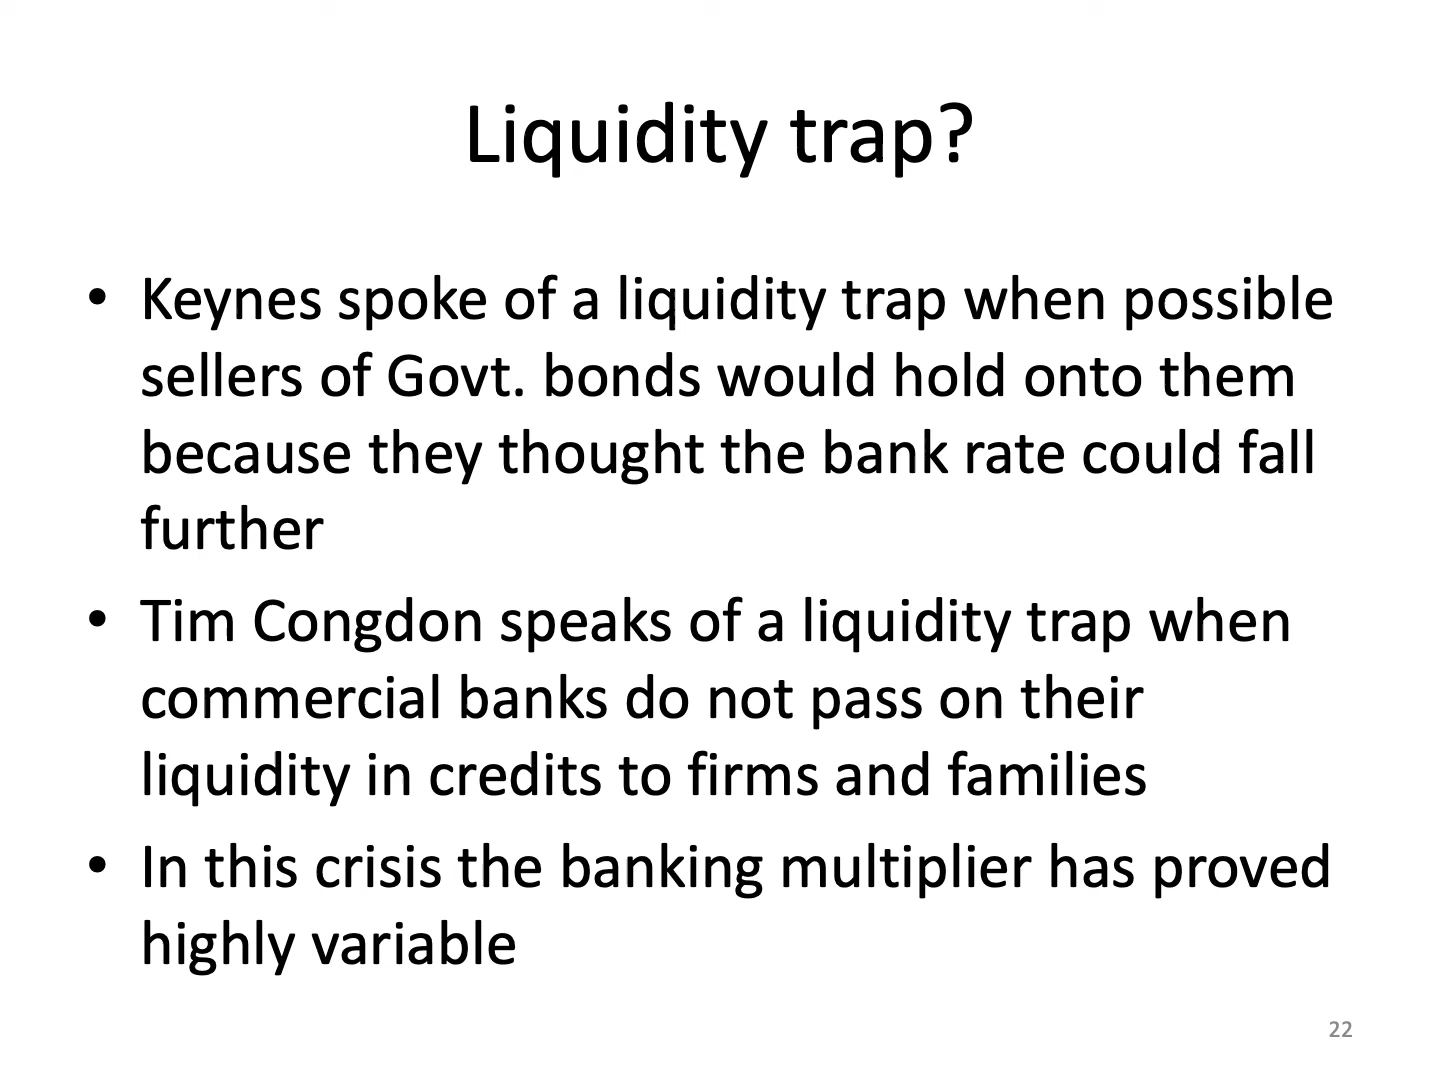 Liquidity trap?
• Keynes spoke of a liquidity trap when possible
sellers of Govt. bonds would hold onto them
because they thought the bank rate could fall
further
• Tim Congdon speaks of a liquidity trap when
commercial banks do not pass on their
liquidity in credits to firms and families
• In this crisis the banking multiplier has proved
highly variable
22